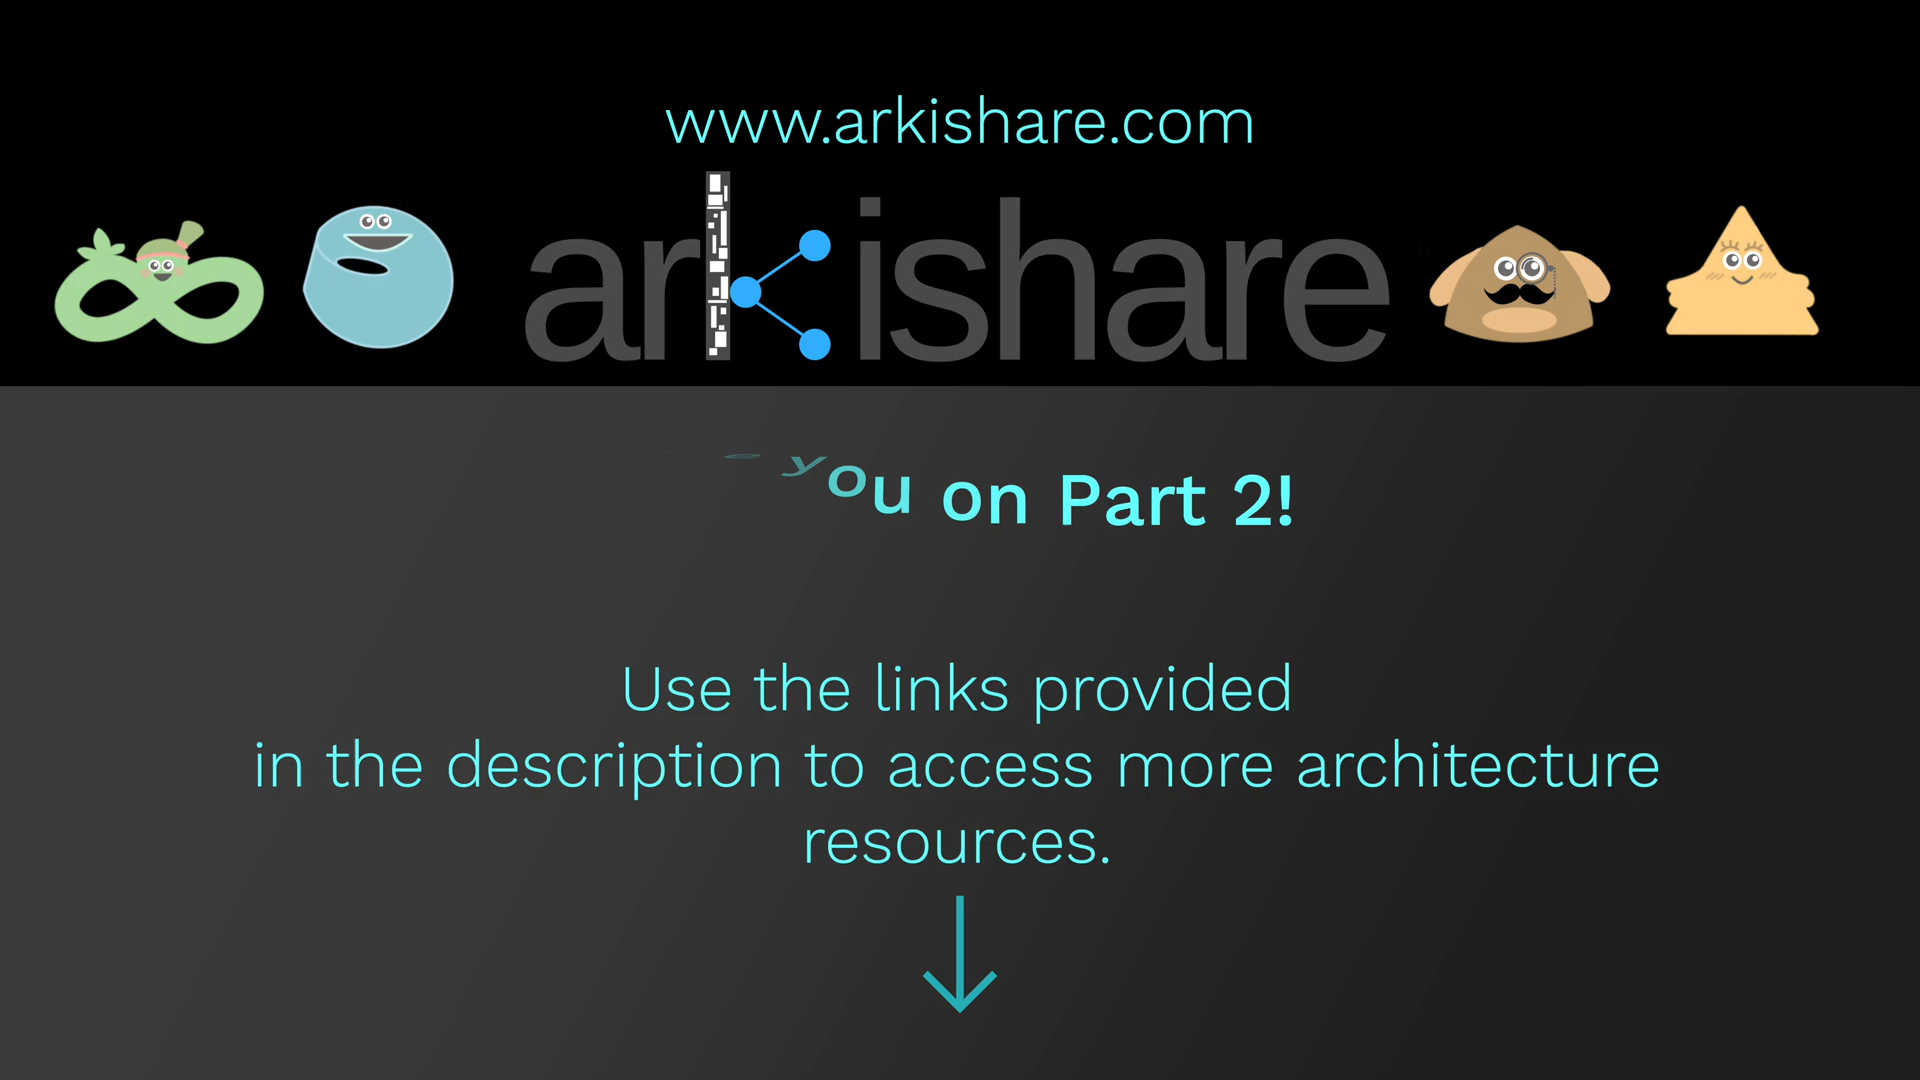 www.arkishare.com
arkishare
you on Part 2!
Use the links provided
in the description to access more architecture
resources.